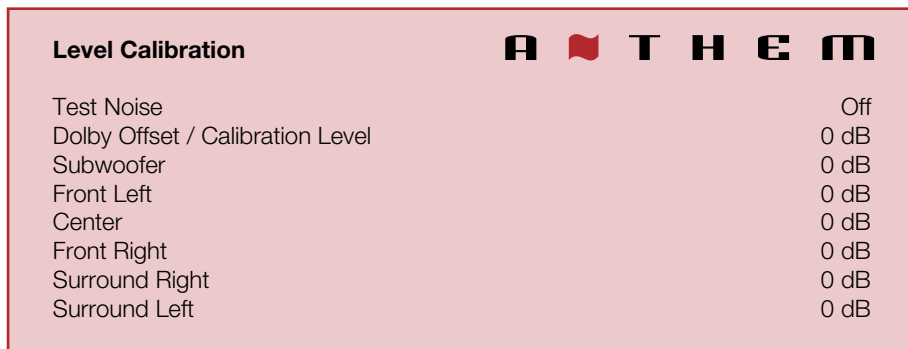 Level Calibration
A N T H E M
Test Noise Off
Dolby Offset / Calibration Level 0 dB
Subwoofer 0 dB
Front Left 0 dB
Center 0 dB
Front Right 0 dB
Surround Right 0 dB
Surround Left 0 dB